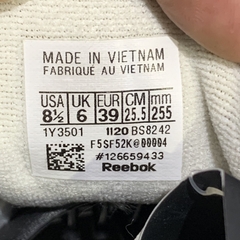 MADE IN VIETNAM
FABRIQUÉ AU VIETNAM
USA UK EUR CM mm
8½ 6 39 25.5 255
1Y3501 1120 BS8242
F5SF52K@00004
#126659433
Reebok